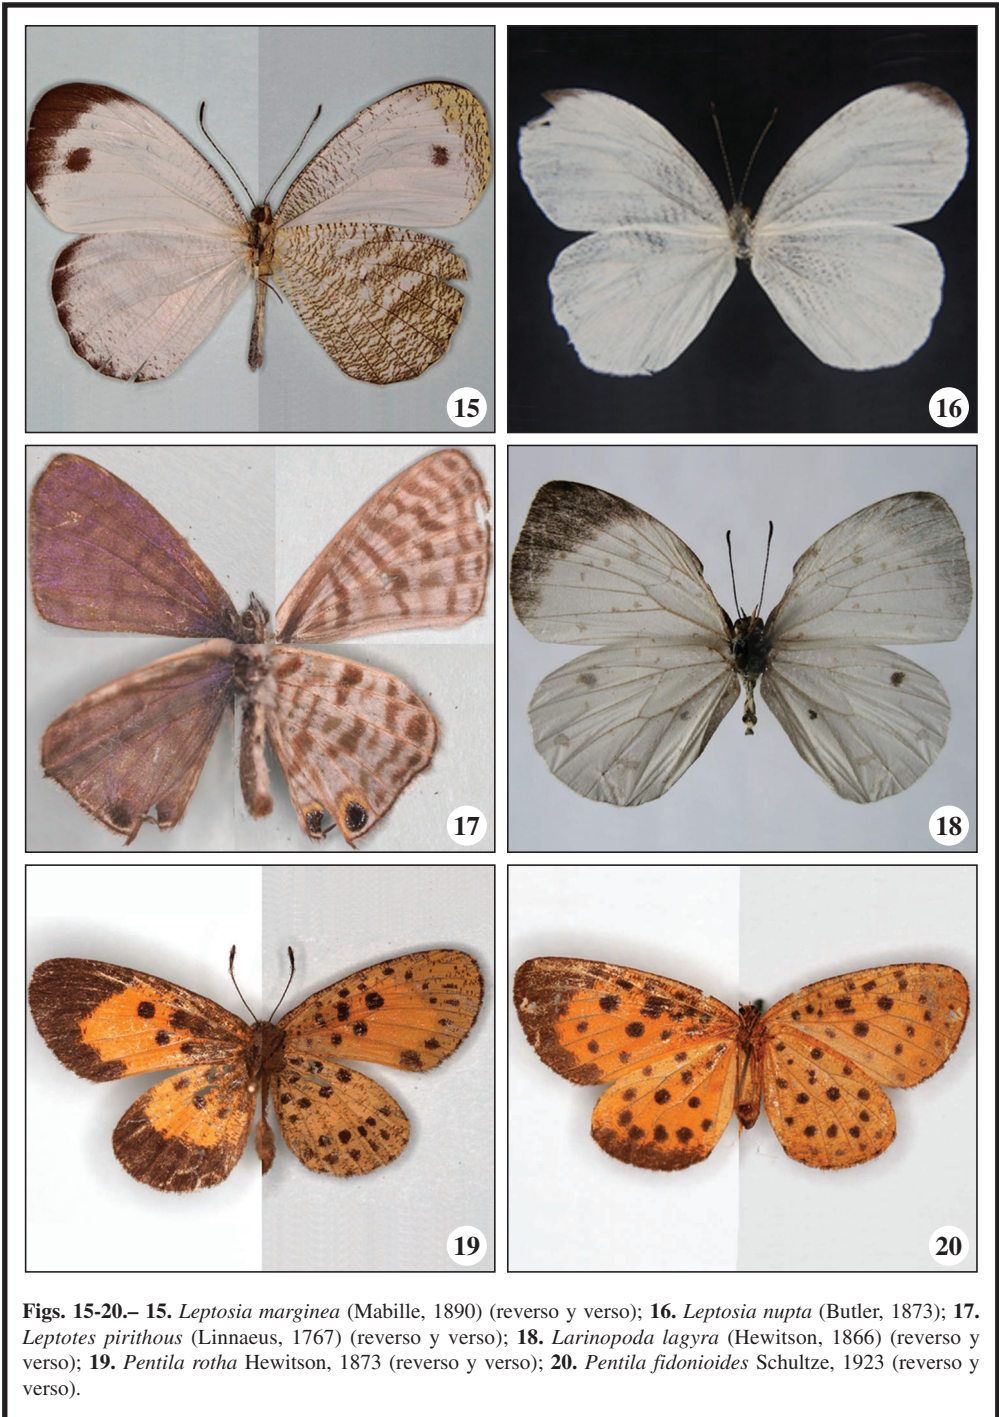 15
16
17
18
19
20
Figs. 15-20.– 15. Leptosia marginea (Mabille, 1890) (reverso y verso); 16. Leptosia nupta (Butler, 1873); 17.
Leptotes pirithous (Linnaeus, 1767) (reverso y verso); 18. Larinopoda lagyra (Hewitson, 1866) (reverso y
verso); 19. Pentila rotha Hewitson, 1873 (reverso y verso); 20. Pentila fidonioides Schultze, 1923 (reverso y
verso).